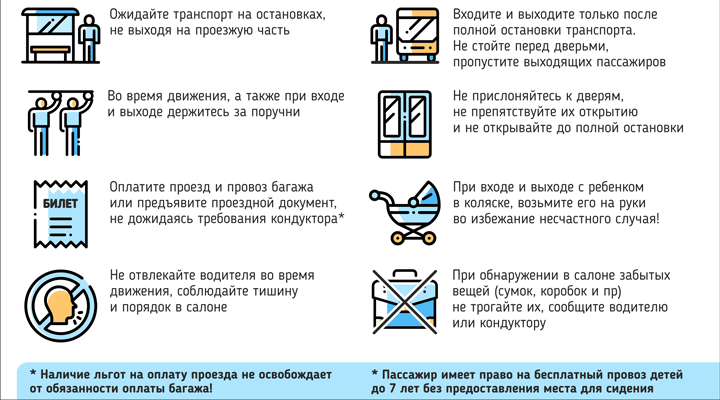 Ожидайте транспорт на остановках,
не выходя на проезжую часть
Входите и выходите только после
полной остановки транспорта.
Не стойте перед дверьми,
пропустите выходящих пассажиров
Во время движения, а также при входе
и выходе держитесь за поручни
Не прислоняйтесь к дверям,
не препятствуйте их открытию
и не открывайте до полной остановки
БИЛЕТ
Оплатите проезд и провоз багажа
или предъявите проездной документ,
не дожидаясь требования кондуктора*
При входе и выходе с ребенком
в коляске, возьмите его на руки
во избежание несчастного случая!
Не отвлекайте водителя во время
движения, соблюдайте тишину
и порядок в салоне
При обнаружении в салоне забытых
вещей (сумок, коробок и пр)
не трогайте их, сообщите водителю
или кондуктору
* Наличие льгот на оплату проезда не освобождает
от обязанности оплаты багажа!
* Пассажир имеет право на бесплатный провоз детей
до 7 лет без предоставления места для сидения